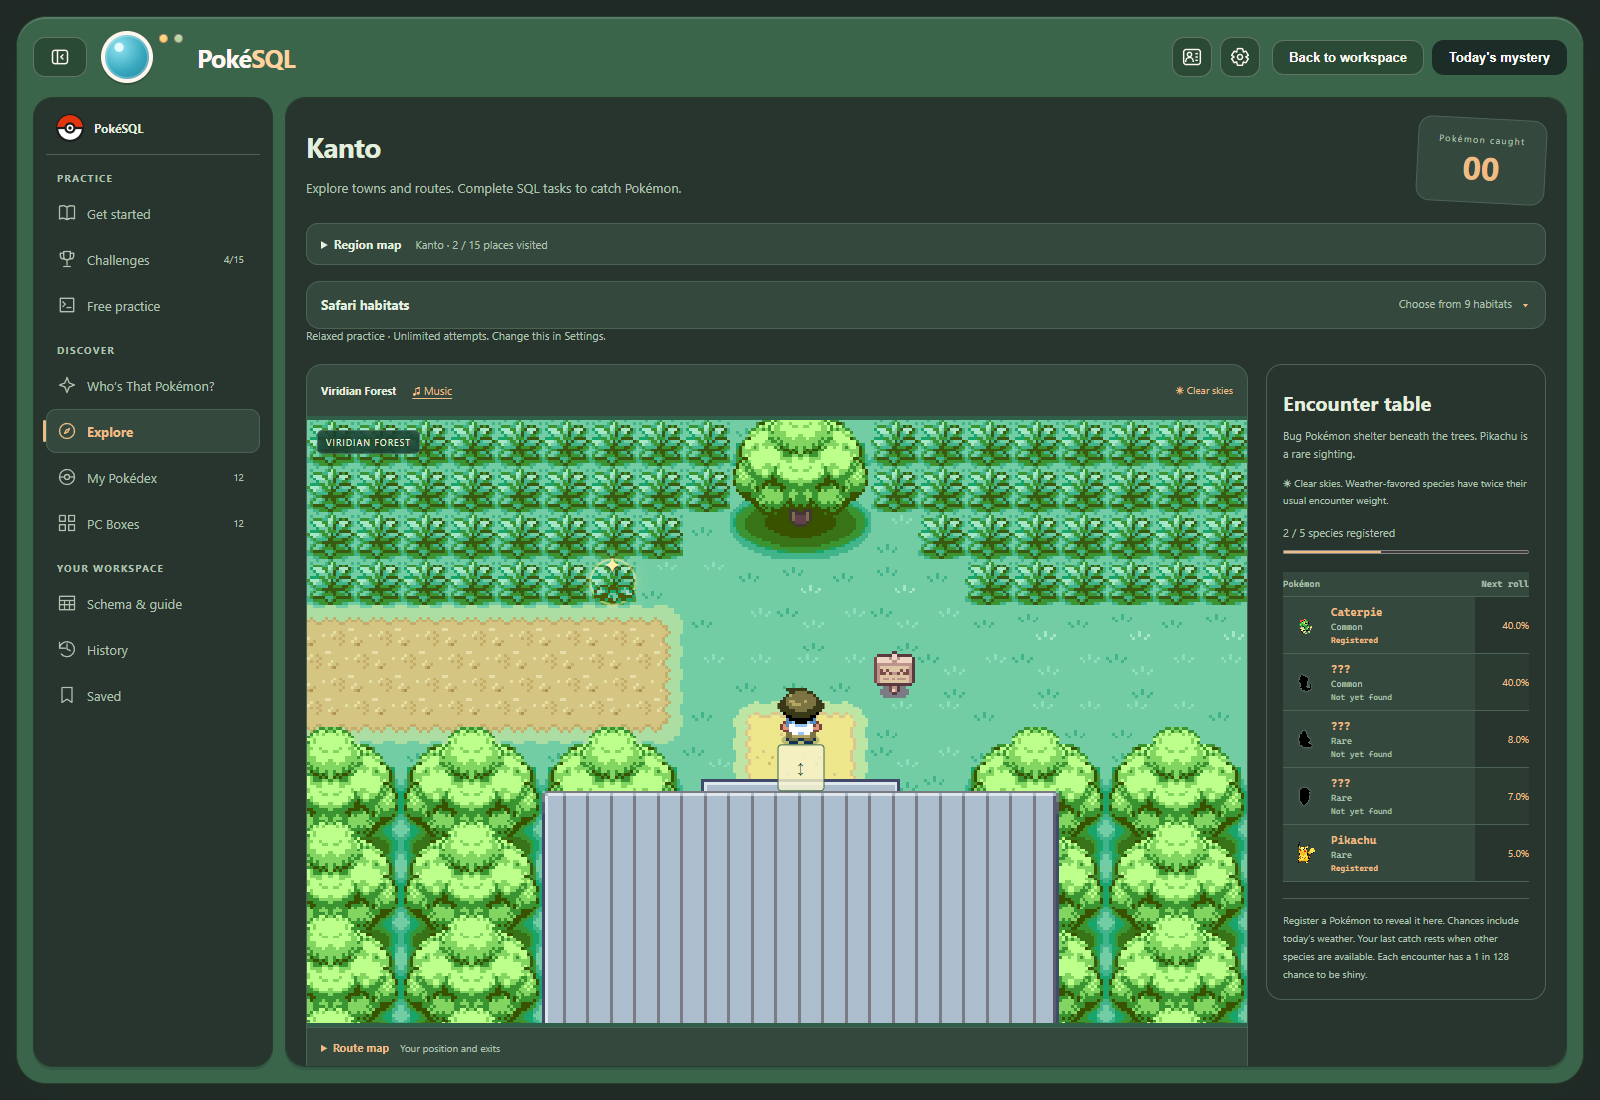 PokéSQL
Back to workspace
Today's mystery
PokéSQL
PRACTICE
Get started
Challenges 4/15
Free practice
DISCOVER
Who's That Pokémon?
Explore
My Pokédex 12
PC Boxes 12
YOUR WORKSPACE
Schema & guide
History
Saved
Kanto
Explore towns and routes. Complete SQL tasks to catch Pokémon.
Pokémon caught
00
Region map Kanto · 2 / 15 places visited
Safari habitats Choose from 9 habitats
Relaxed practice · Unlimited attempts. Change this in Settings.
Viridian Forest ♫ Music ☀ Clear skies
VIRIDIAN FOREST
Route map Your position and exits
Encounter table
Bug Pokémon shelter beneath the trees. Pikachu is
a rare sighting.
☀ Clear skies. Weather-favored species have twice their
usual encounter weight.
2 / 5 species registered
Pokémon Next roll
Caterpie
Common
Registered
40.0%
???
Common
Not yet found
40.0%
???
Rare
Not yet found
8.0%
???
Rare
Not yet found
7.0%
Pikachu
Rare
Registered
5.0%
Register a Pokémon to reveal it here. Chances include
today's weather. Your last catch rests when other
species are available. Each encounter has a 1 in 128
chance to be shiny.